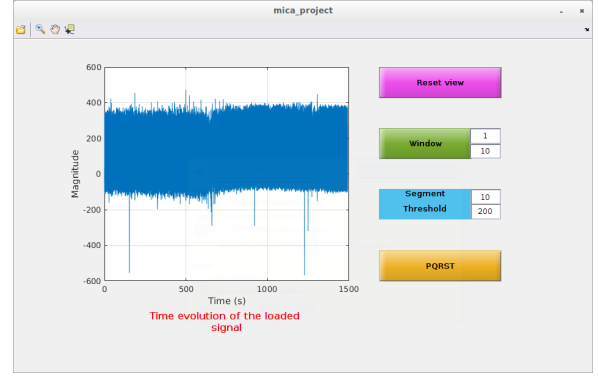 mica_project
Reset view
Window
1
10
Segment
Threshold
10
200
PQRST
600
400
200
0
-200
-400
-600
Magnitude
0
500
1000
1500
Time (s)
Time evolution of the loaded
signal